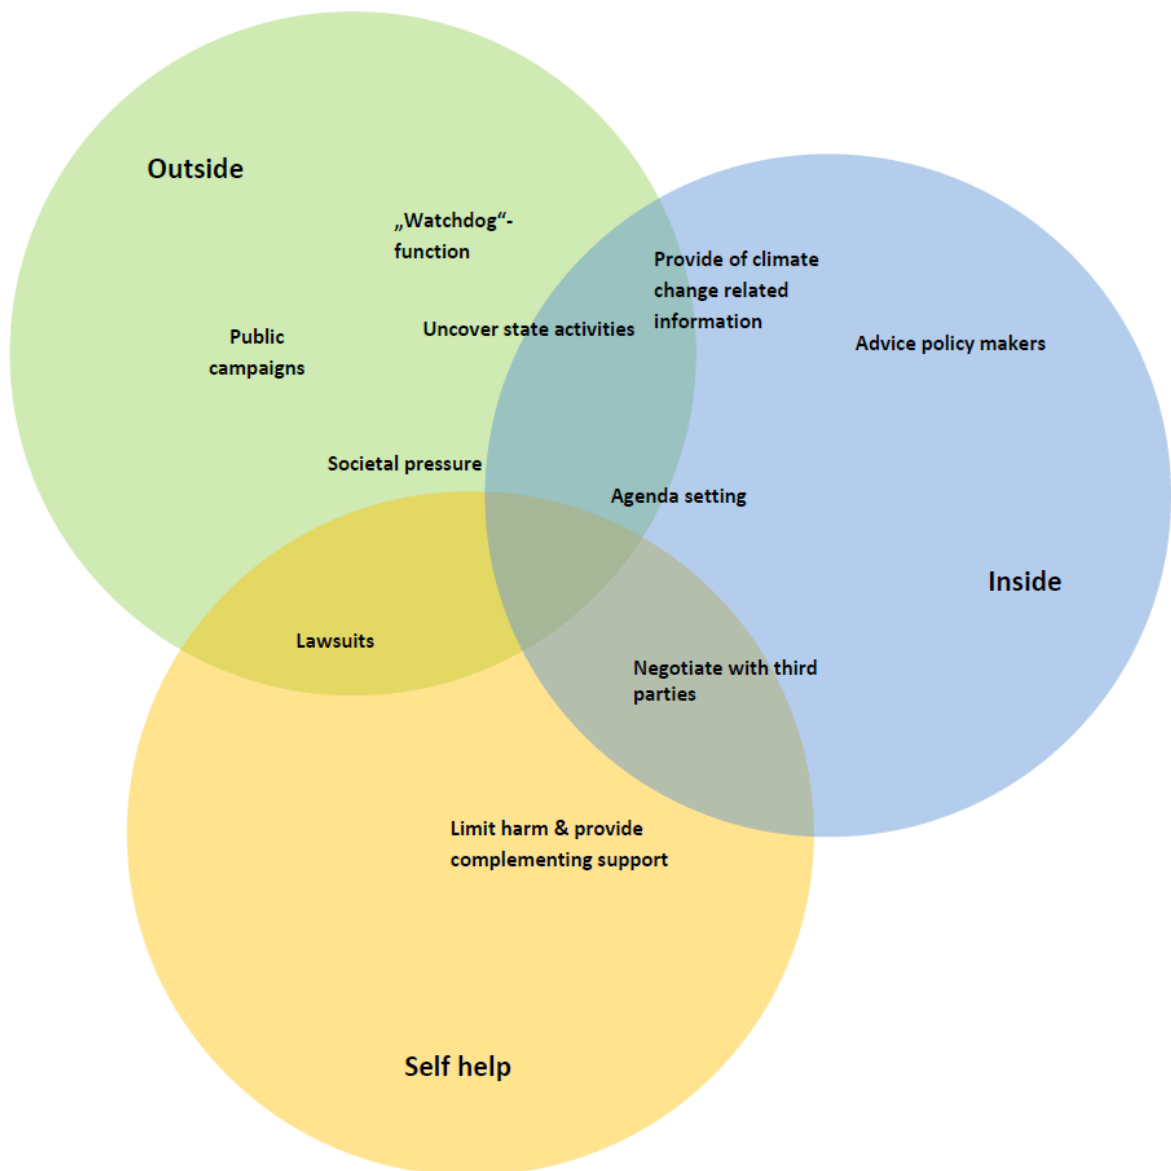 Outside
„Watchdog“-
function
Provide of climate
change related
information
Uncover state activities
Public
campaigns
Advice policy makers
Societal pressure
Agenda setting
Inside
Lawsuits
Negotiate with third
parties
Limit harm & provide
complementing support
Self help